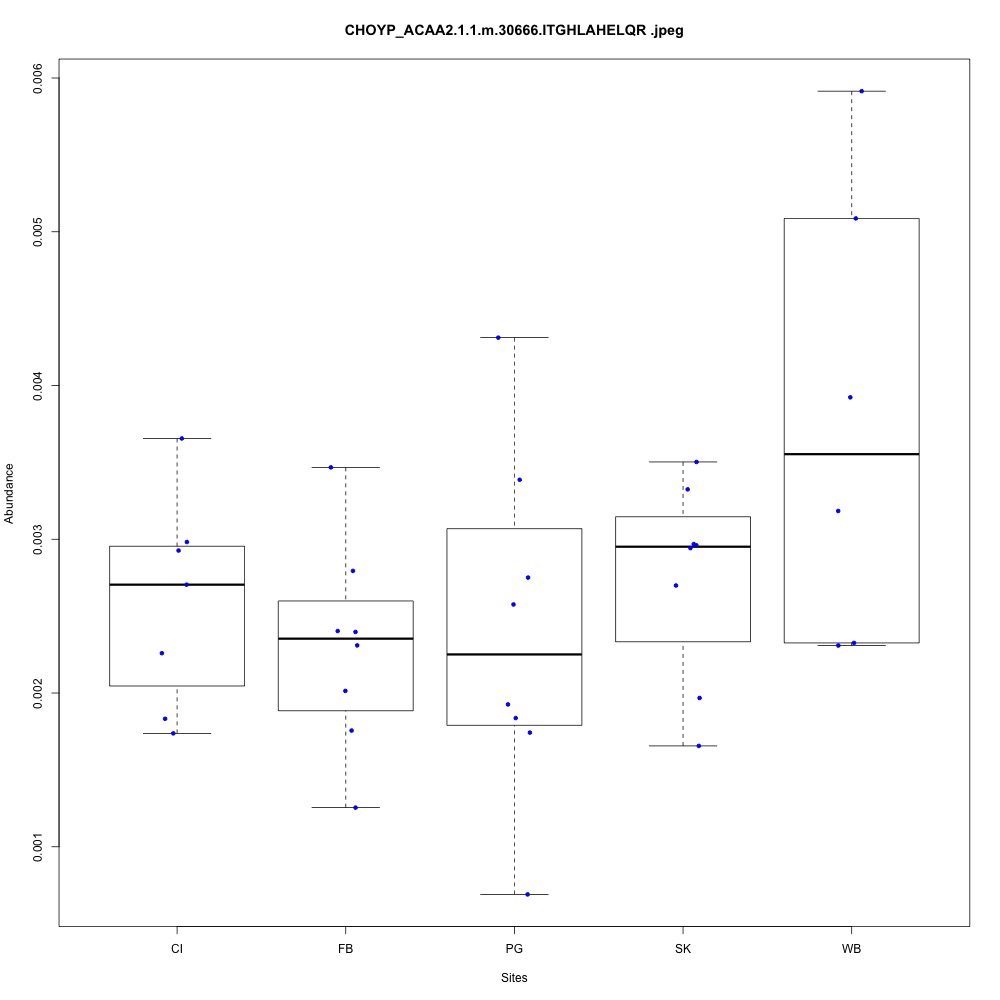 CHOYP_ACAA2.1.1.m.30666.ITGHLAHELQR .jpeg
0.006
0.005
0.004
0.003
0.002
0.001
Abundance
CI FB PG SK WB
Sites